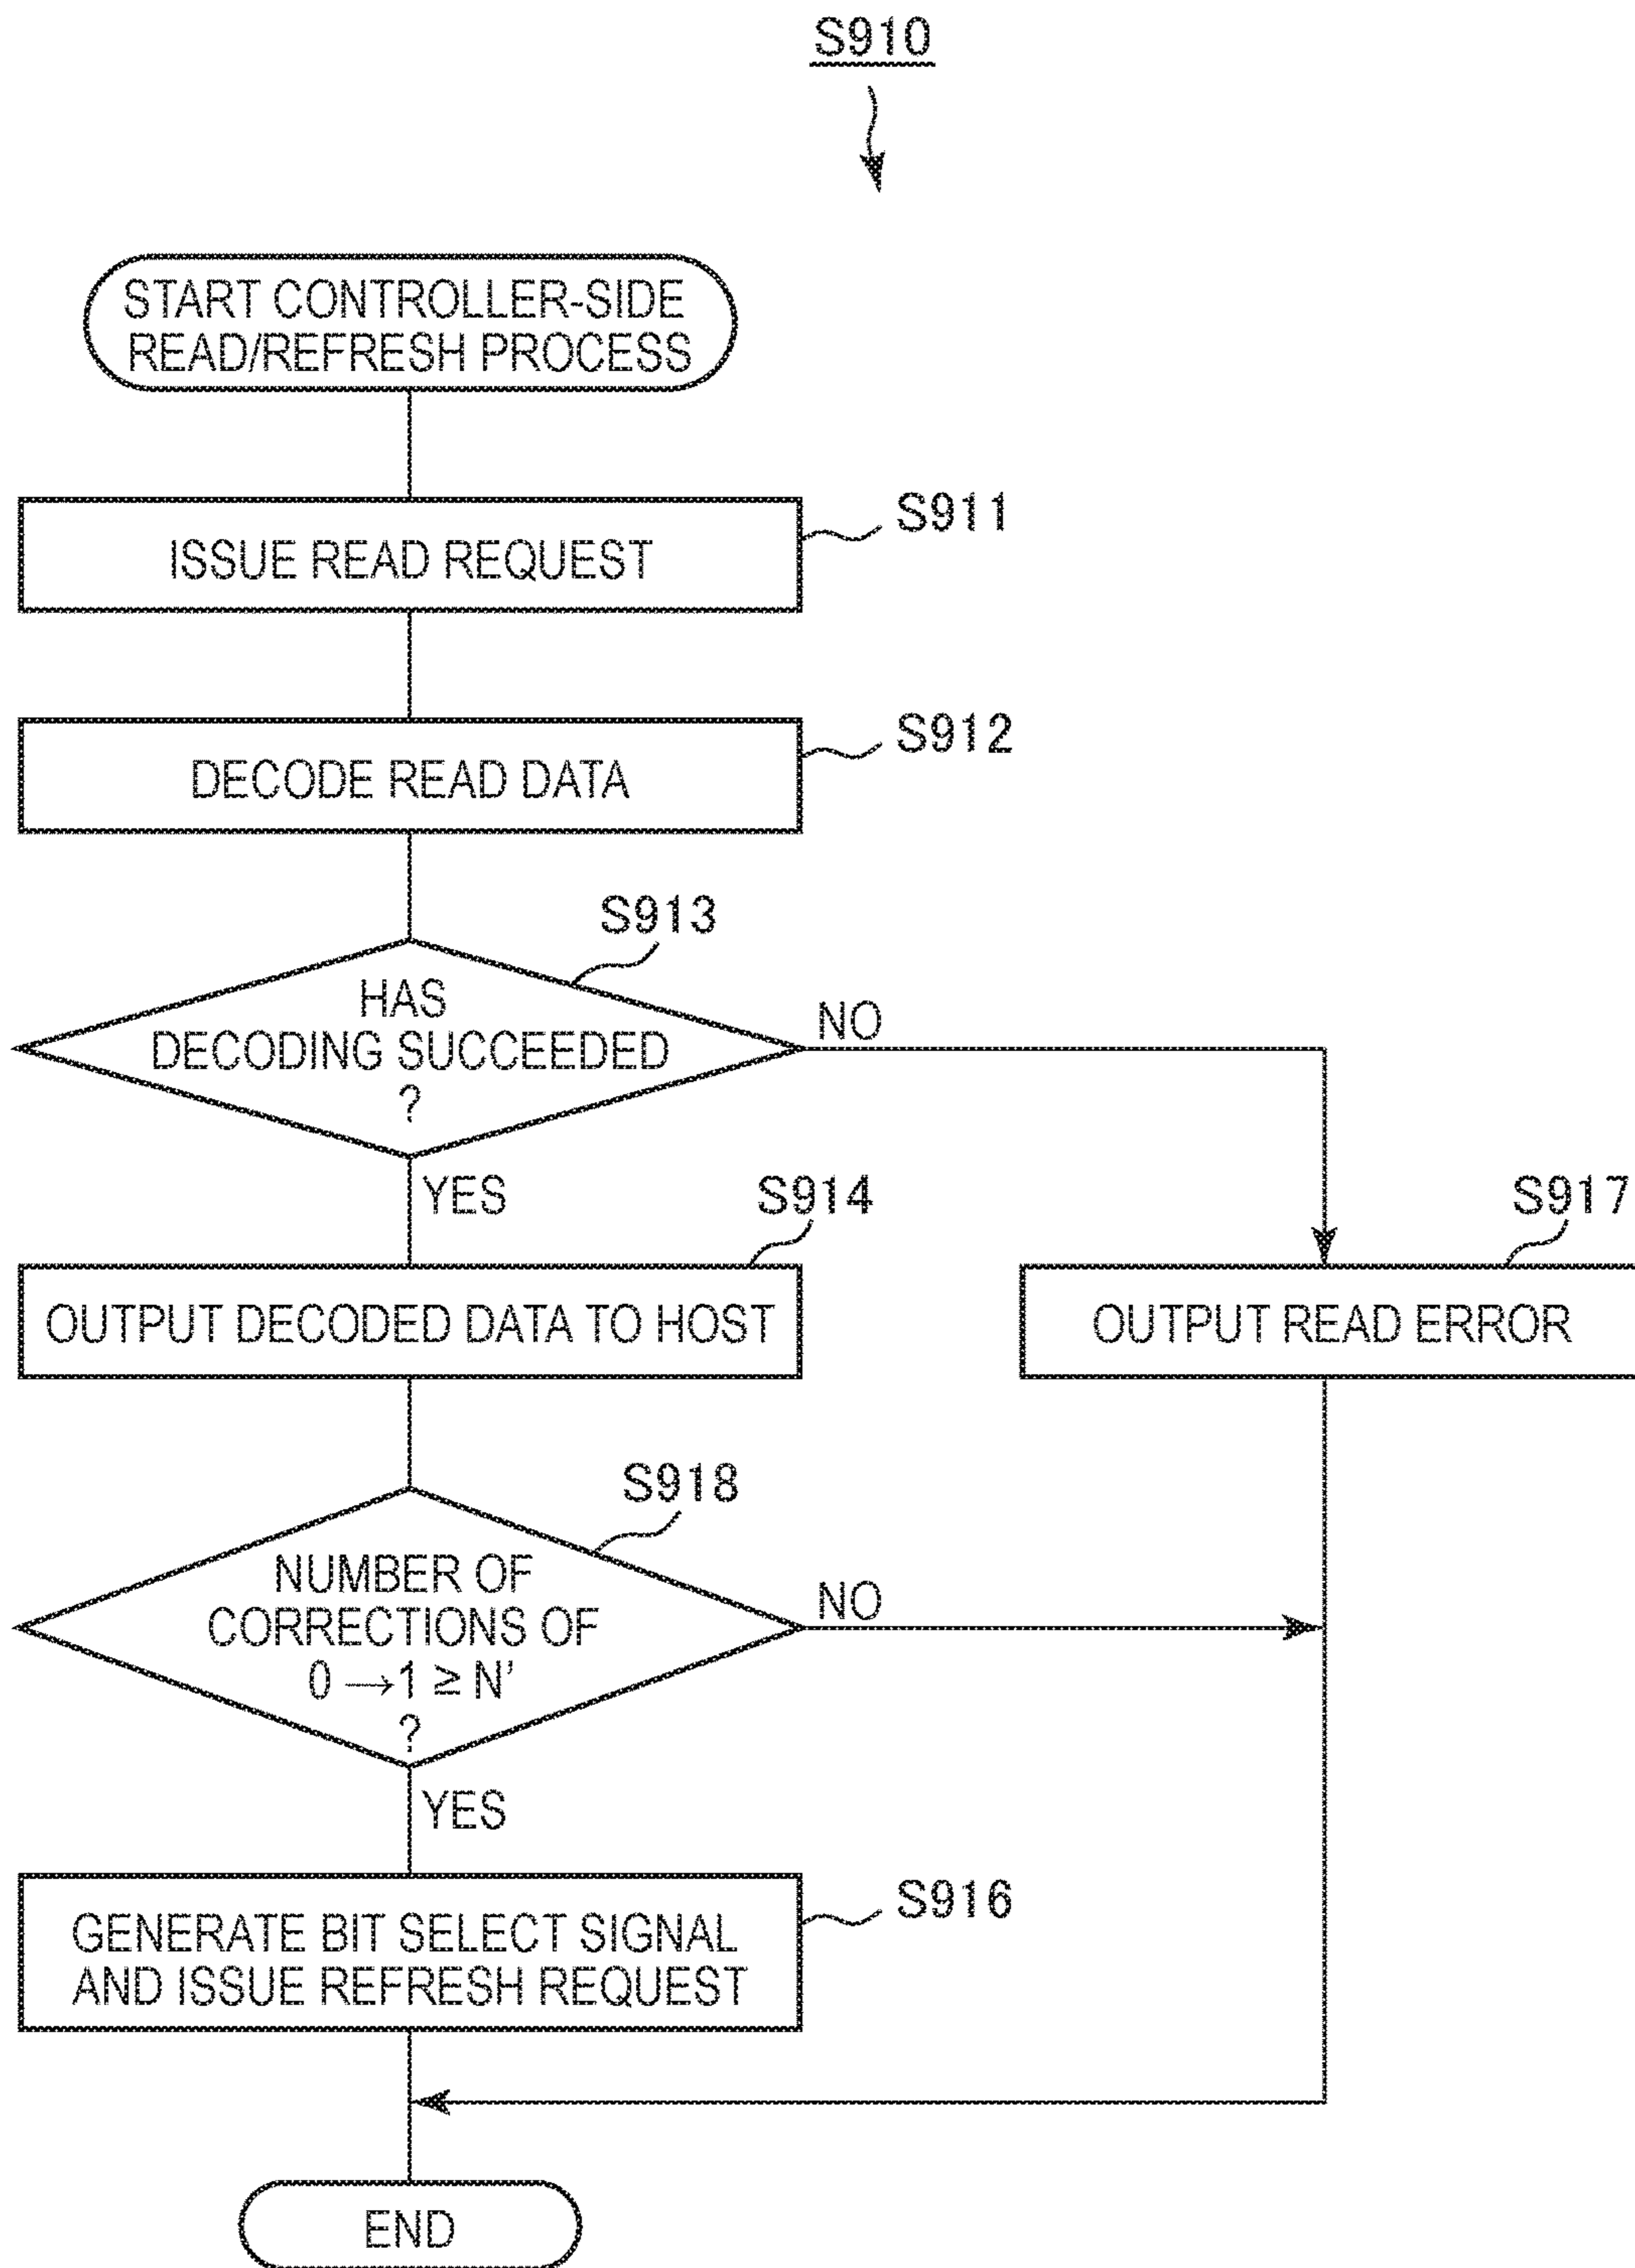 S910
START CONTROLLER-SIDE
READ/REFRESH PROCESS
S911
ISSUE READ REQUEST
S912
DECODE READ DATA
S913
HAS
DECODING SUCCEEDED
?
NO
YES
S914
OUTPUT DECODED DATA TO HOST
S917
OUTPUT READ ERROR
S918
NUMBER OF
CORRECTIONS OF
0 →1 ≥ N’
?
NO
YES
S916
GENERATE BIT SELECT SIGNAL
AND ISSUE REFRESH REQUEST
END